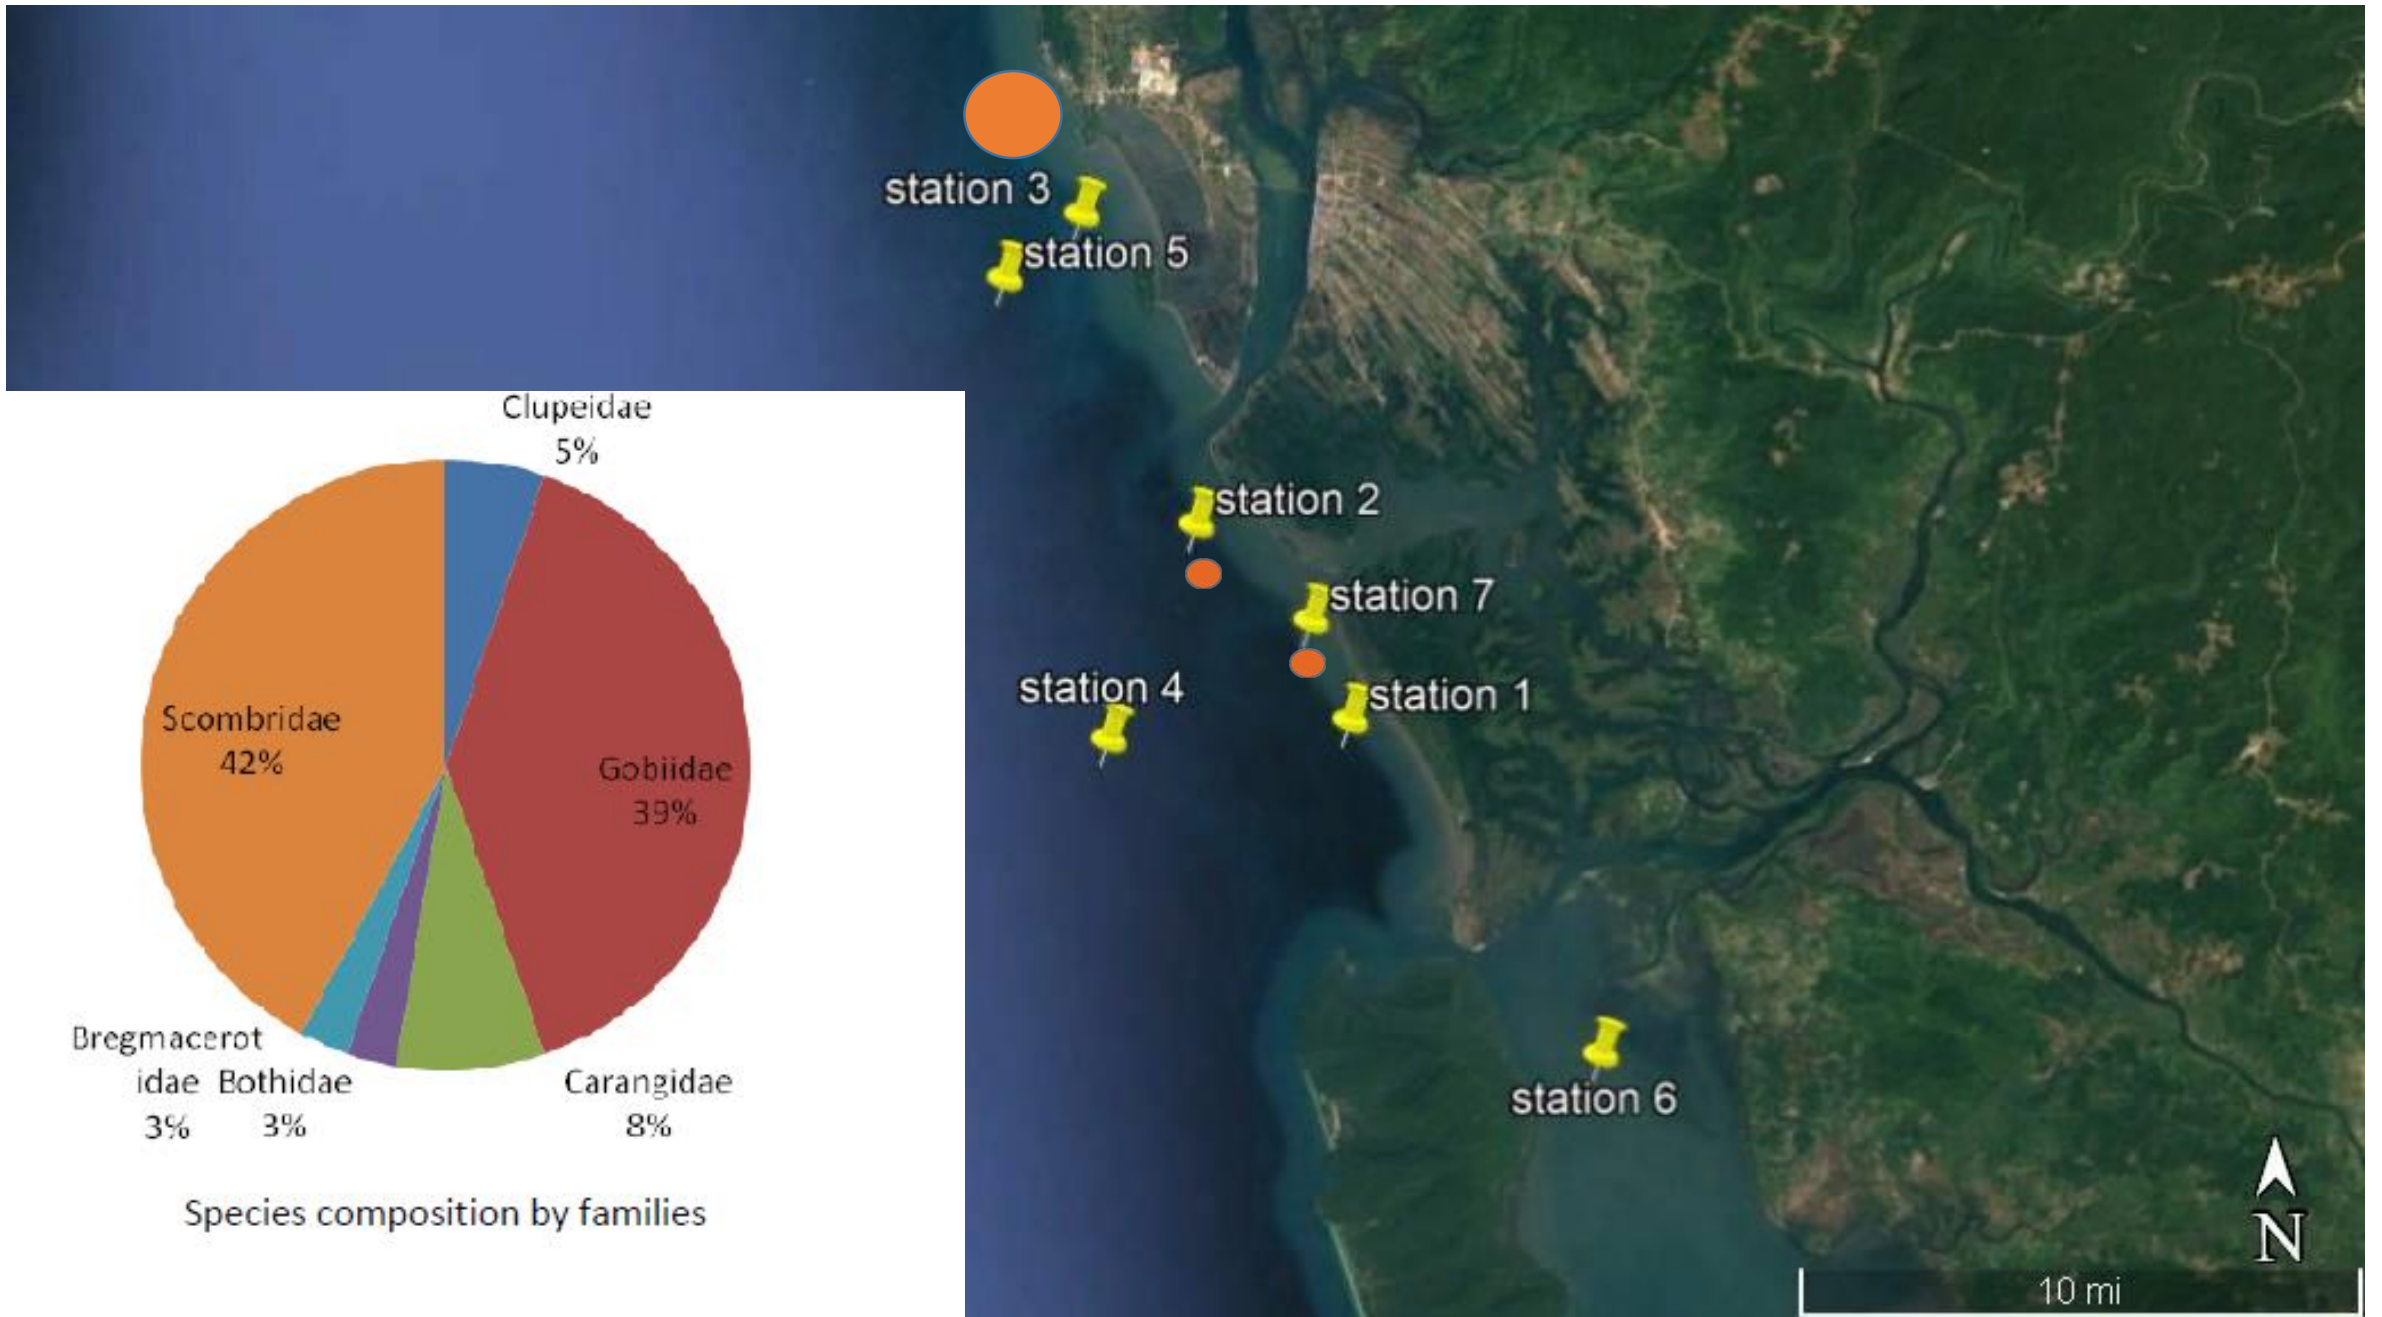 station 3
station 5
Clupeidae
5%
station 2
station 7
station 4
station 1
Scombridae
42%
Gobiidae
39%
Bregmacerot
idae
3%
Bothidae
3%
Carangidae
8%
station 6
Species composition by families
N
10 mi